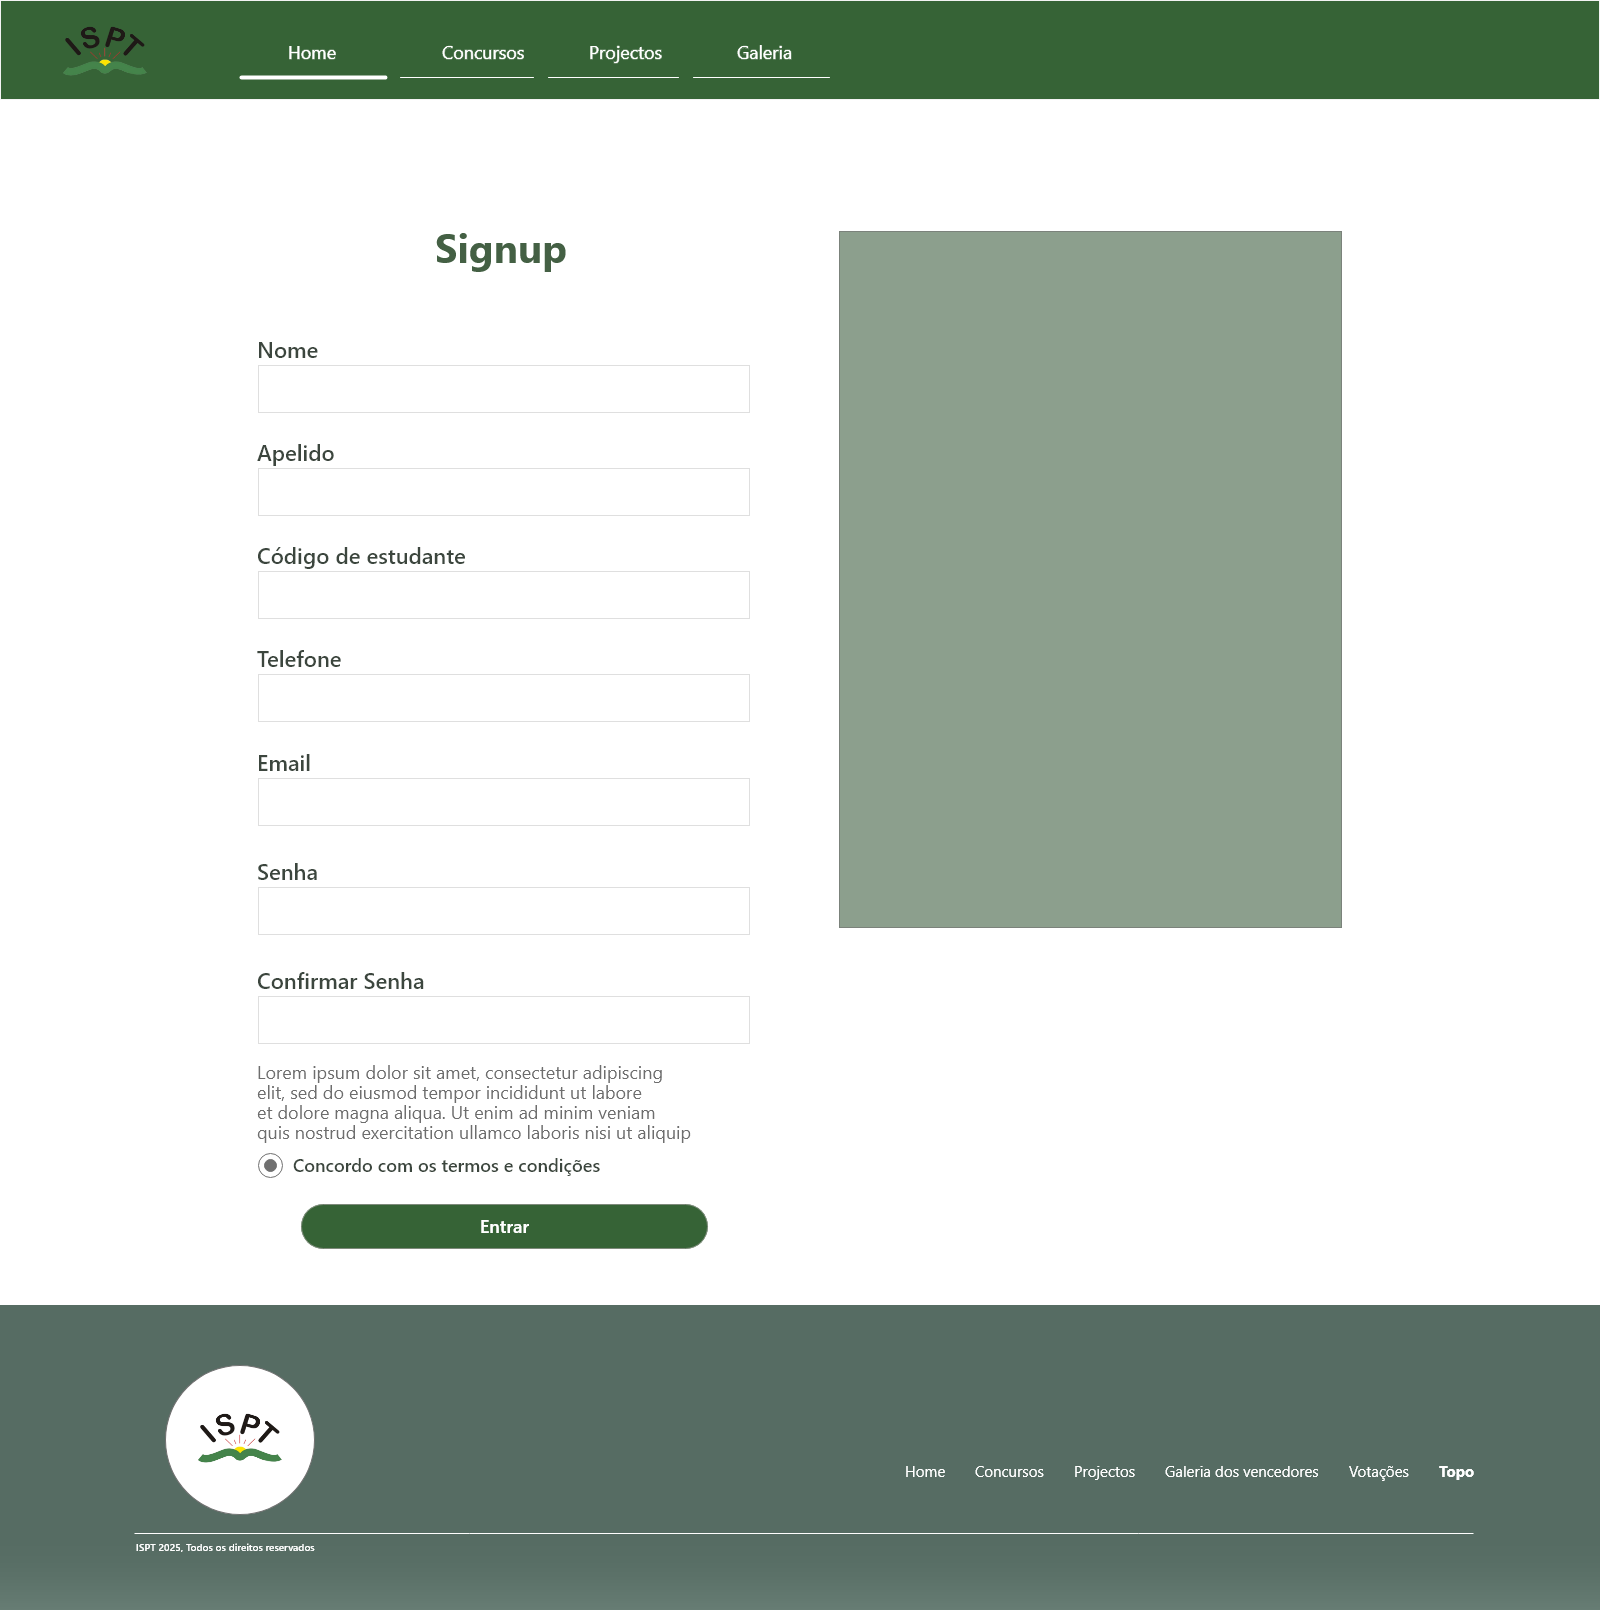 ISPT
Home Concursos Projectos Galeria
Signup
Nome
Apelido
Código de estudante
Telefone
Email
Senha
Confirmar Senha
Lorem ipsum dolor sit amet, consectetur adipiscing
elit, sed do eiusmod tempor incididunt ut labore
et dolore magna aliqua. Ut enim ad minim veniam
quis nostrud exercitation ullamco laboris nisi ut aliquip
Concordo com os termos e condições
Entrar
ISPT
Home Concursos Projectos Galeria dos vencedores Votações Topo
ISPT 2025, Todos os direitos reservados